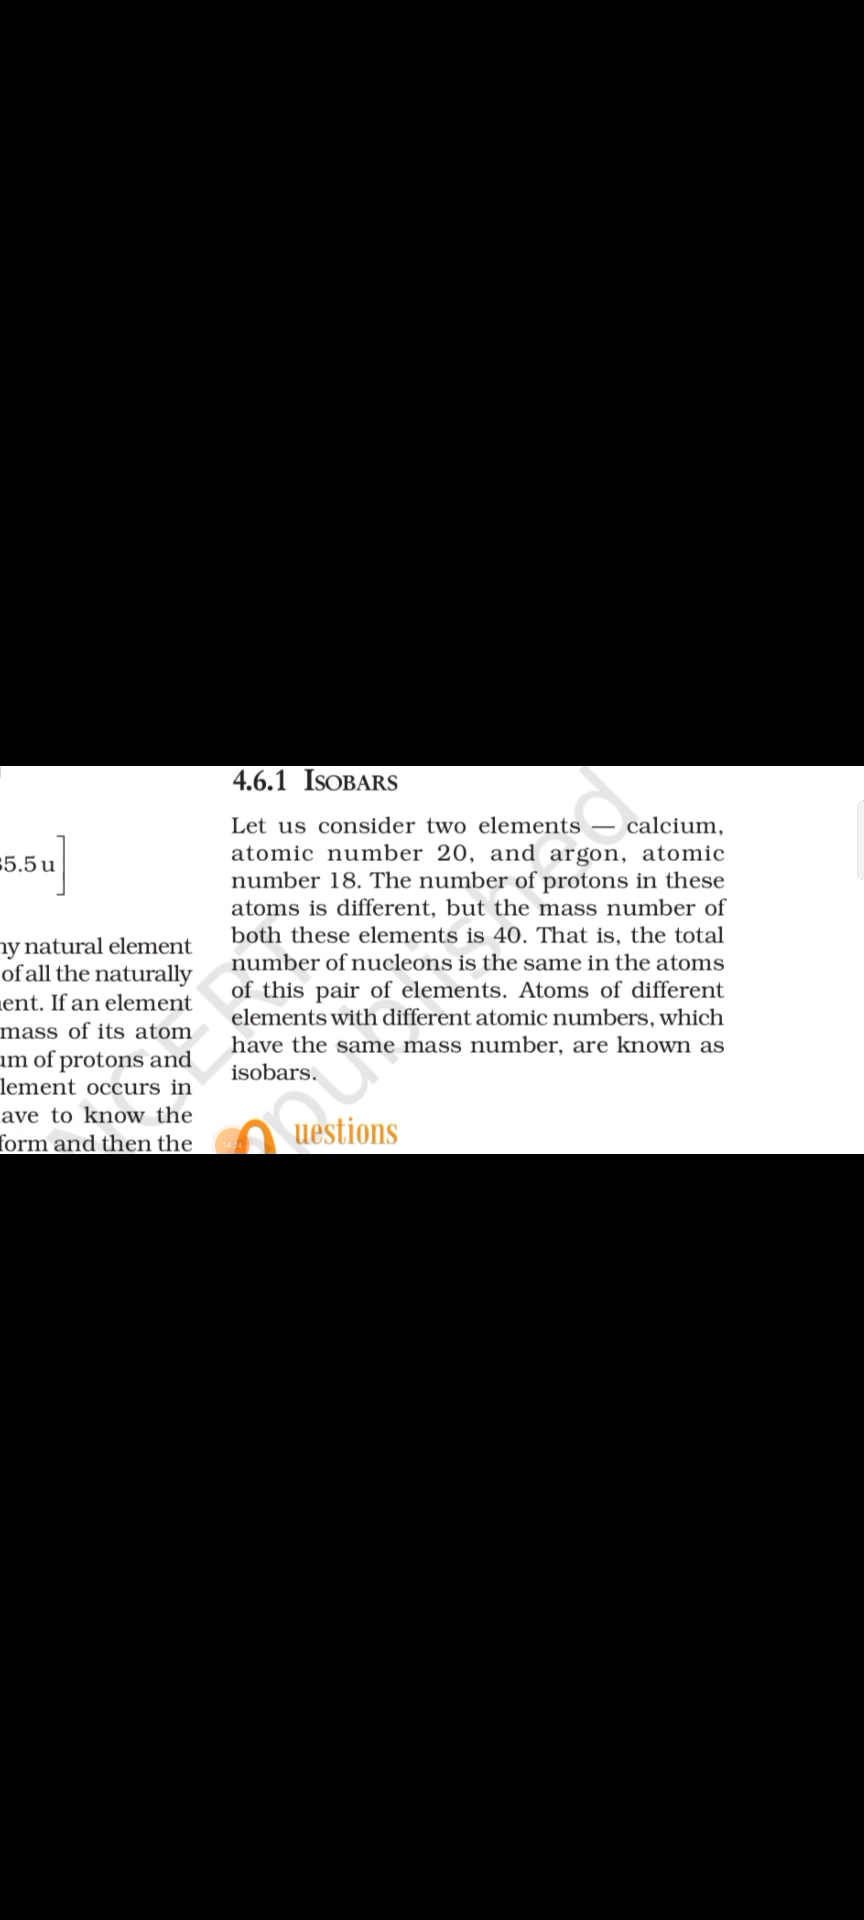 5.5 u
ny natural element
of all the naturally
ent. If an element
mass of its atom
um of protons and
lement occurs in
ave to know the
form and then the
4.6.1 ISOBARS
Let us consider two elements — calcium,
atomic number 20, and argon, atomic
number 18. The number of protons in these
atoms is different, but the mass number of
both these elements is 40. That is, the total
number of nucleons is the same in the atoms
of this pair of elements. Atoms of different
elements with different atomic numbers, which
have the same mass number, are known as
isobars.
Questions
NCERT
republished